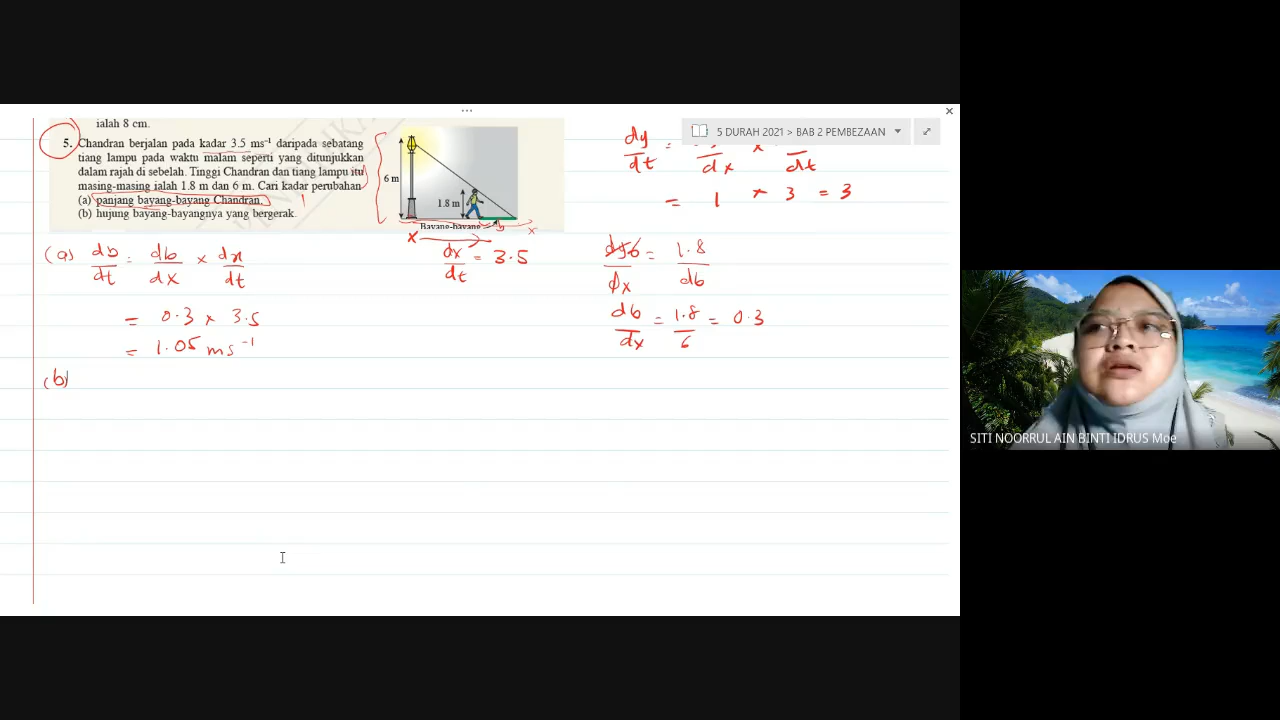 ialah 8 cm.
5. Chandran berjalan pada kadar 3.5 ms⁻¹ daripada sebatang
tiang lampu pada waktu malam seperti yang ditunjukkan
dalam rajah di sebelah. Tinggi Chandran dan tiang lampu itu
masing-masing ialah 1.8 m dan 6 m. Cari kadar perubahan
(a) panjang bayang-bayang Chandran.
(b) hujung bayang-bayangnya yang bergerak.
6 m
1.8 m
Bayang-bayang
b
x
x
dx/dt = 3.5
5 DURAH 2021 > BAB 2 PEMBEZAAN
dy/dt = /dx × /dt
= 1 × 3 = 3
(a) db/dt = db/dx × dx/dt
= 0.3 × 3.5
= 1.05 ms⁻¹
(b)
/dx = 1.8/db
db/dx = 1.8/6 = 0.3
SITI NOORRUL AIN BINTI IDRUS Moe